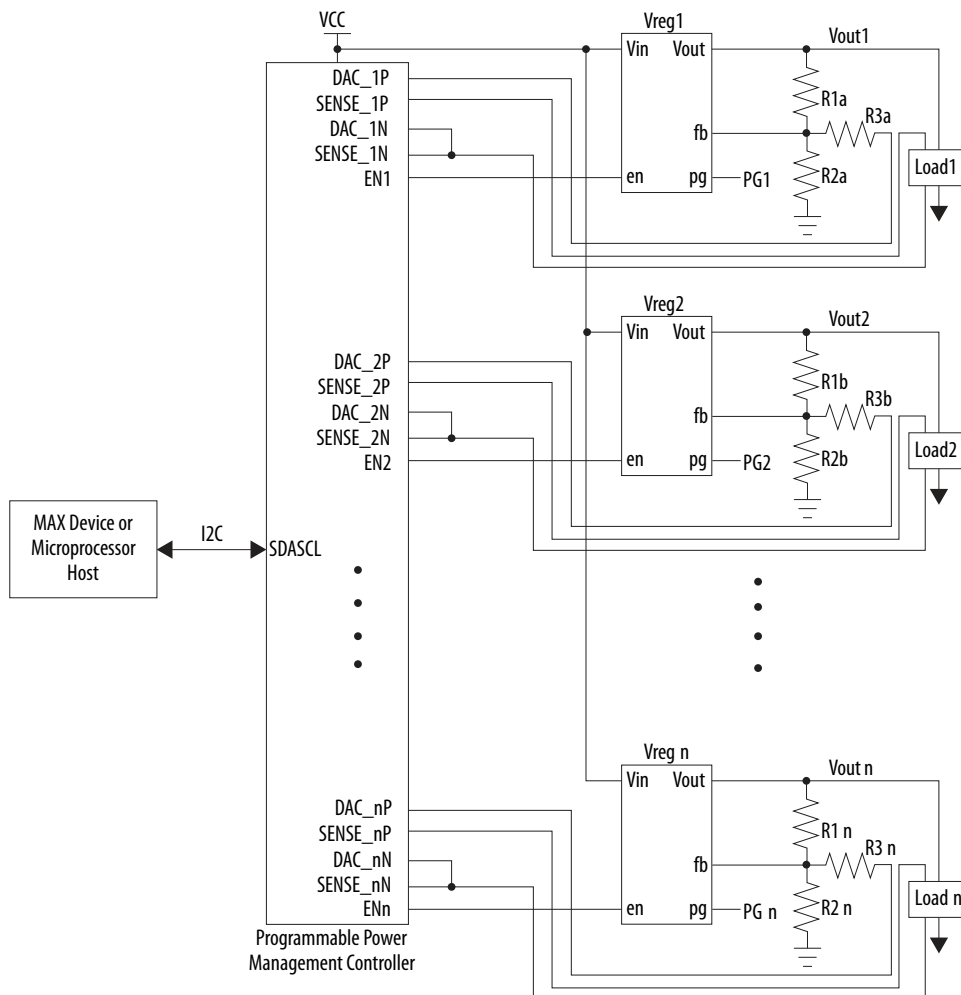 VCC
Vreg1
Vin Vout
Vout1
DAC_1P
SENSE_1P
DAC_1N
SENSE_1N
EN1
R1a
R3a
fb
R2a
en pg
PG1
Load1
Vreg2
Vin Vout
Vout2
DAC_2P
SENSE_2P
DAC_2N
SENSE_2N
EN2
R1b
R3b
fb
R2b
en pg
PG2
Load2
MAX Device or
Microprocessor
Host
I2C
SDASCL
Vreg n
Vin Vout
Vout n
DAC_nP
SENSE_nP
DAC_nN
SENSE_nN
ENn
R1 n
R3 n
fb
R2 n
en pg
PG n
Load n
Programmable Power
Management Controller